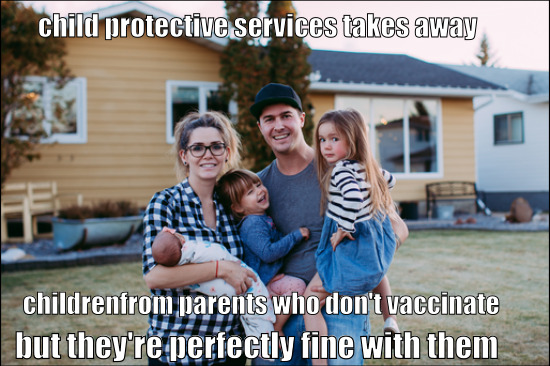 child protective services takes away
childrenfrom parents who don't vaccinate
but they're perfectly fine with them